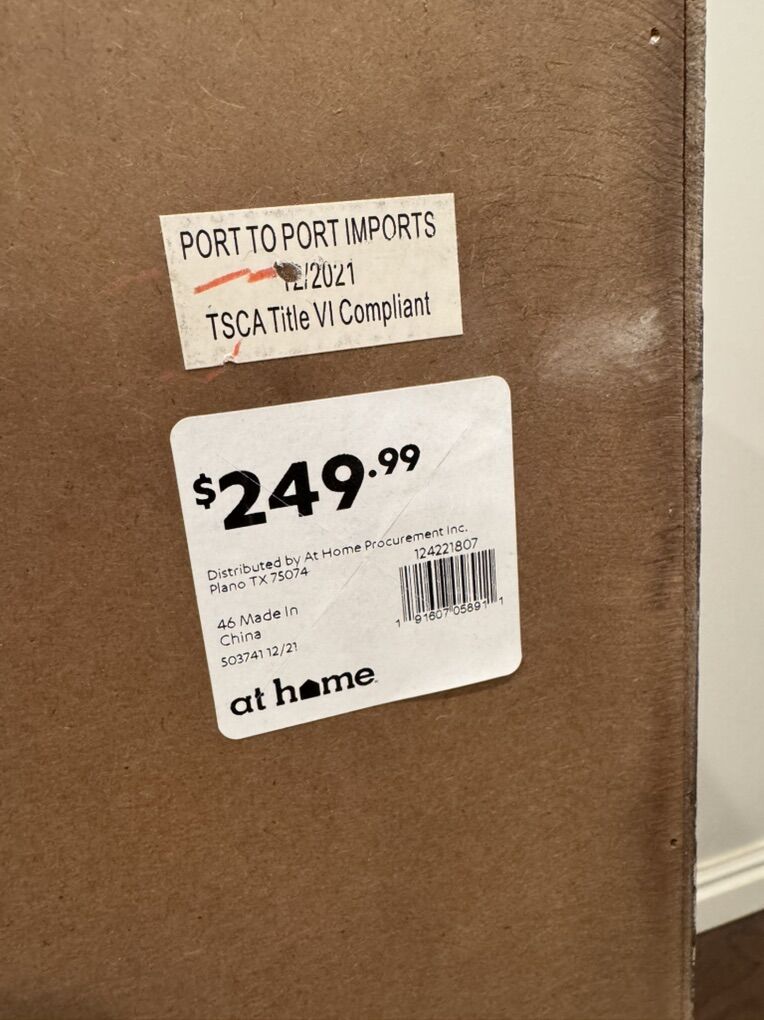 PORT TO PORT IMPORTS
12/2021
TSCA Title VI Compliant
$249.99
Distributed by At Home Procurement Inc.
Plano TX 75074
124221807
1 91607 05891 1
46 Made In
China
503741 12/21
at home